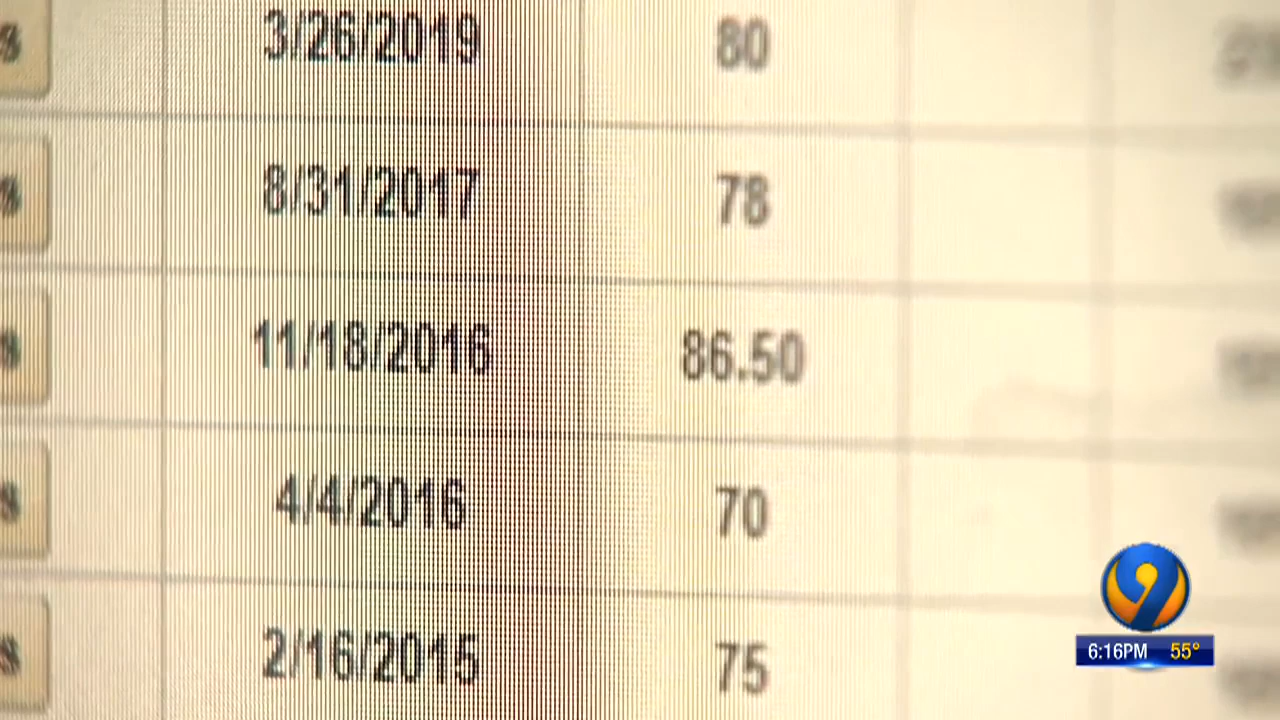 s 3/26/2019 80
s 8/31/2017 78
s 11/18/2016 86.50
s 4/4/2016 70
s 2/16/2015 75
9
6:16PM 55°